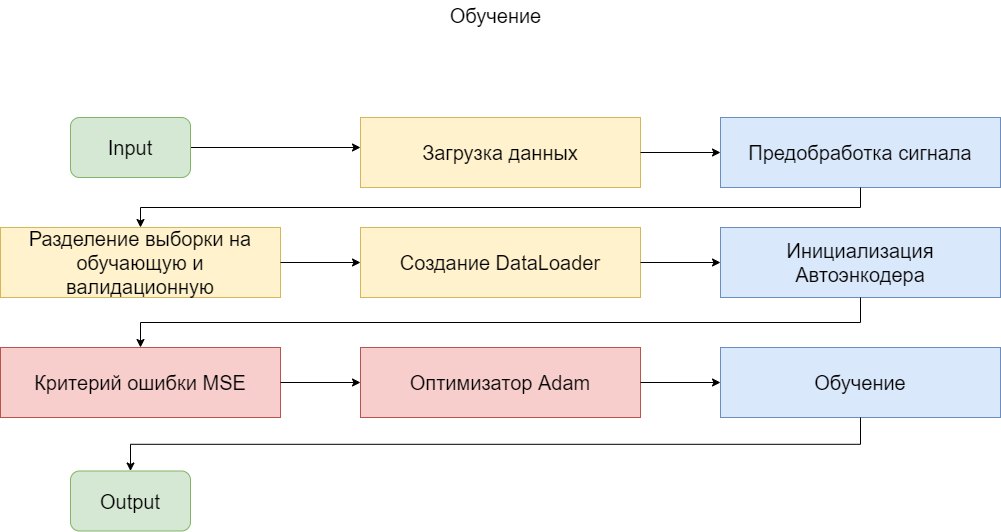 Обучение
Input
Загрузка данных
Предобработка сигнала
Разделение выборки на
обучающую и
валидационную
Создание DataLoader
Инициализация
Автоэнкодера
Критерий ошибки MSE
Оптимизатор Adam
Обучение
Output